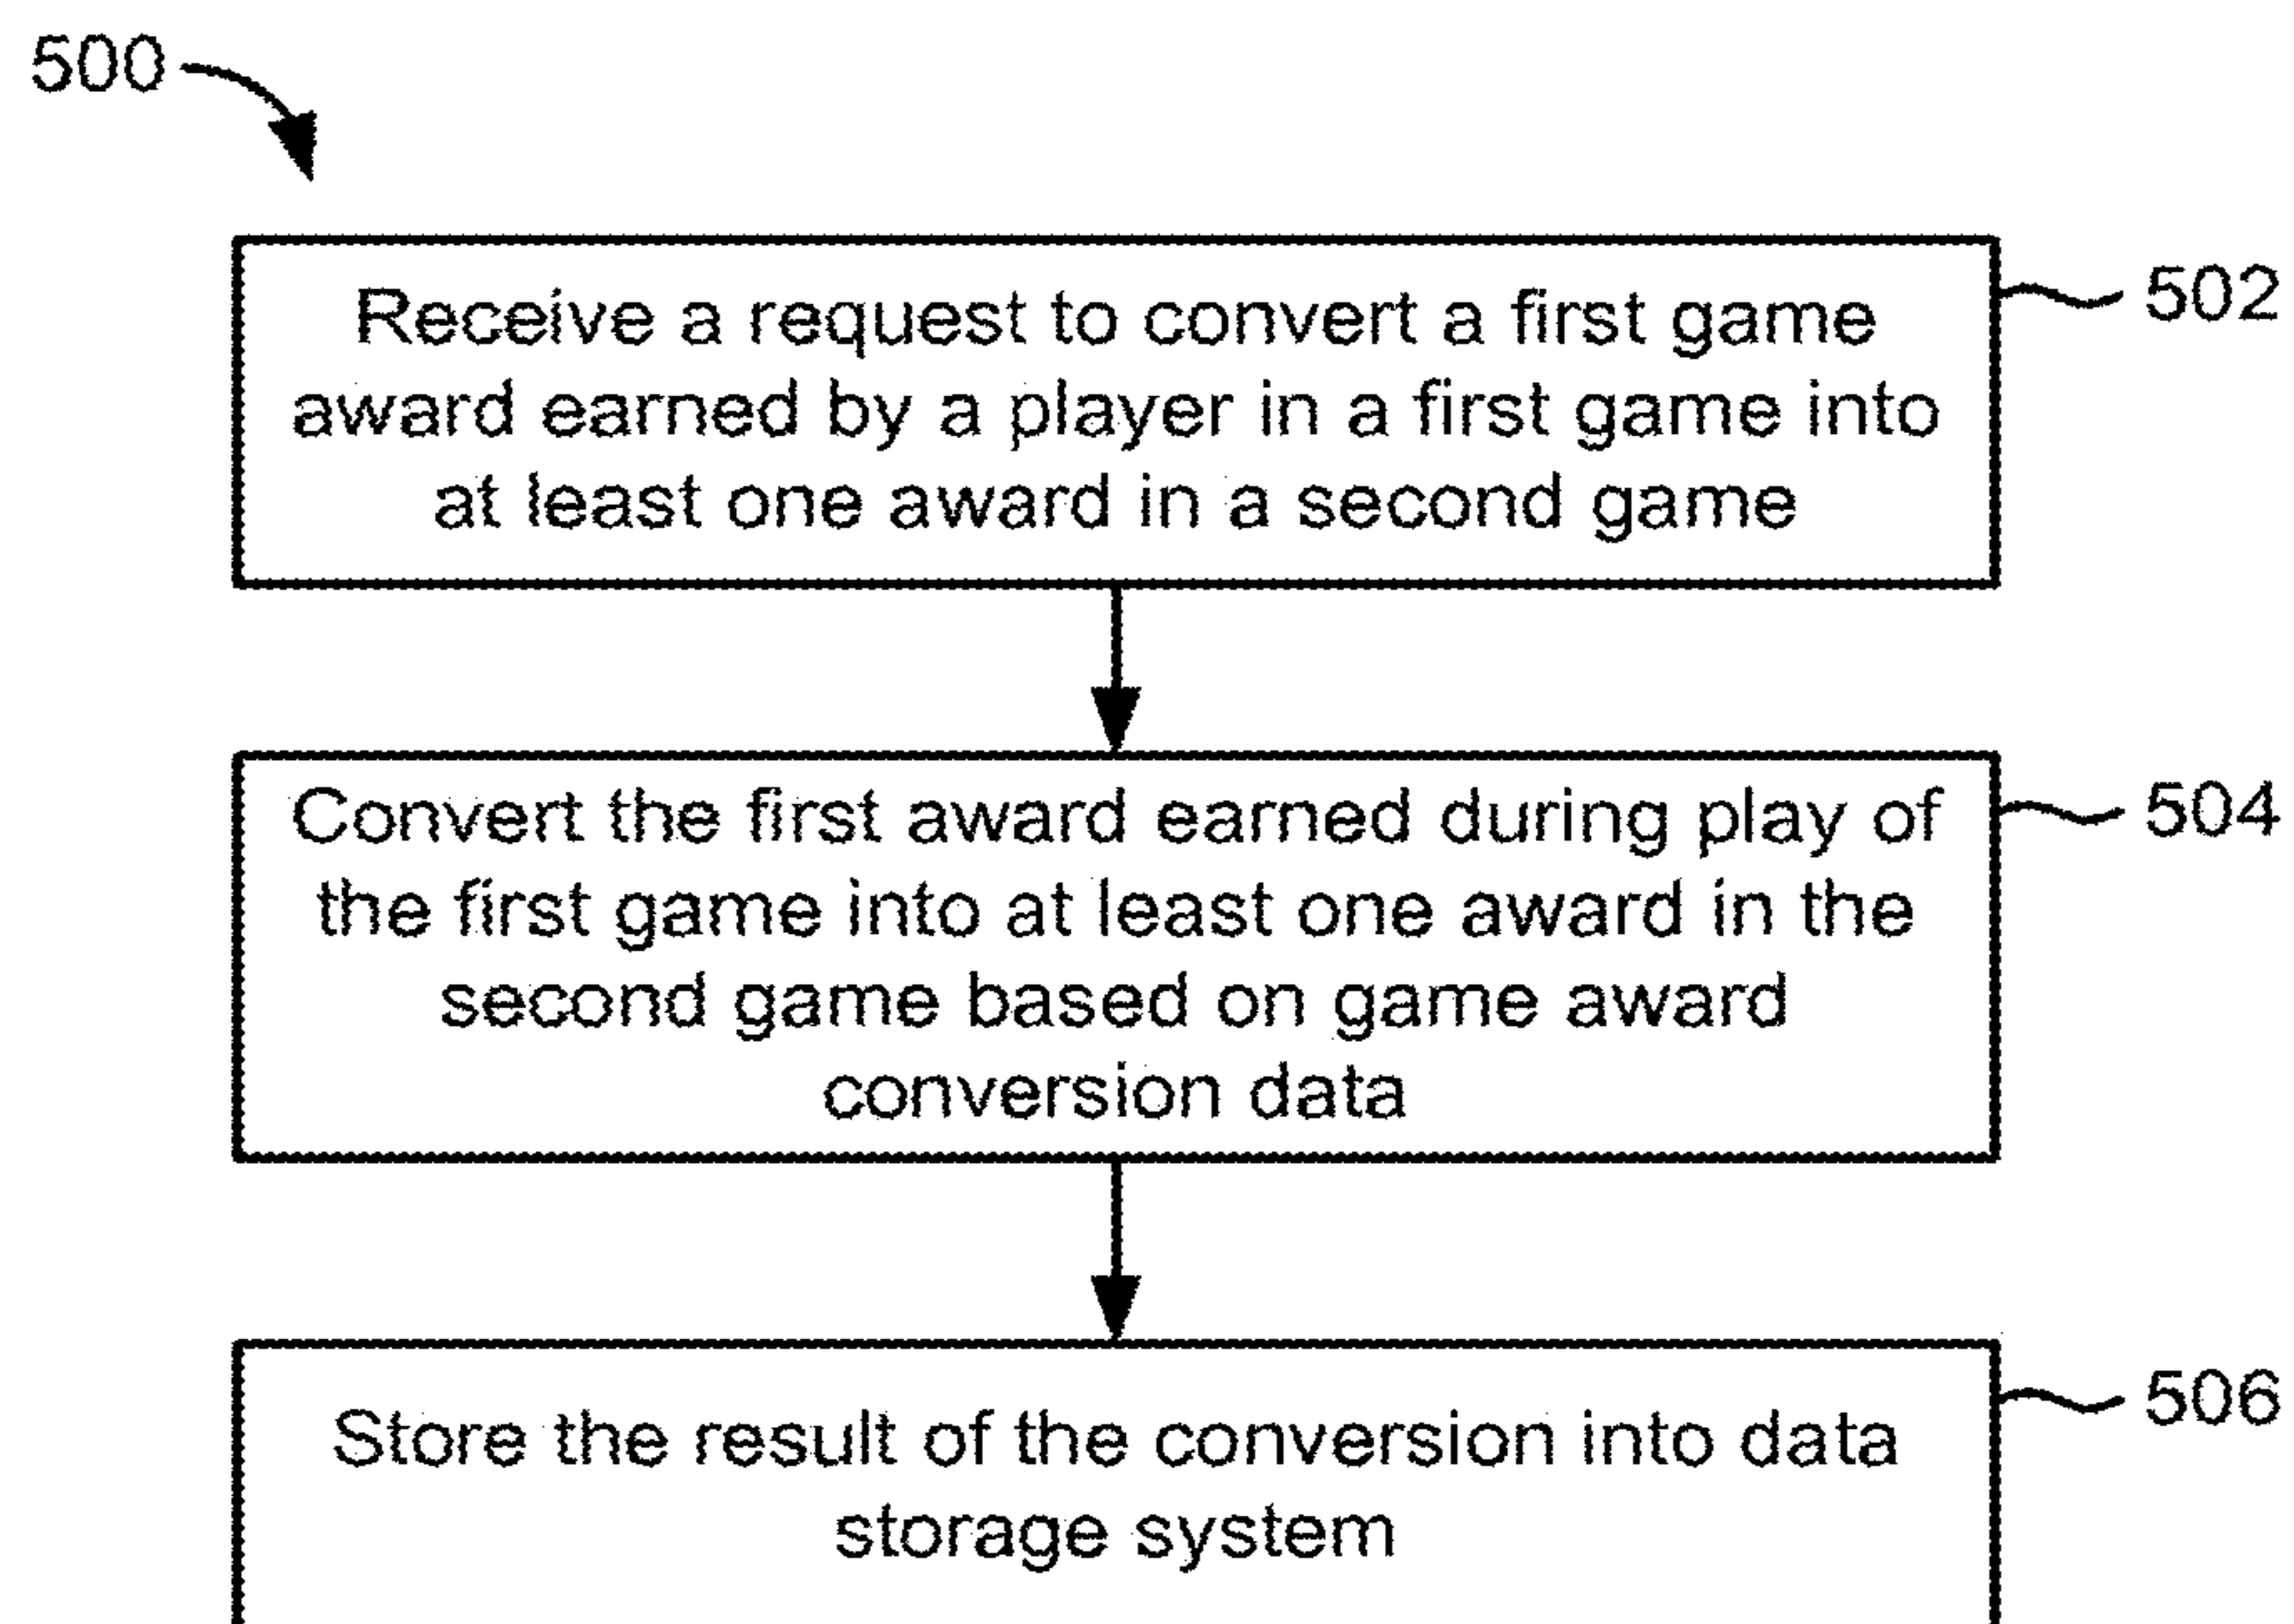 500
Receive a request to convert a first game
award earned by a player in a first game into
at least one award in a second game
502
Convert the first award earned during play of
the first game into at least one award in the
second game based on game award
conversion data
504
Store the result of the conversion into data
storage system
506